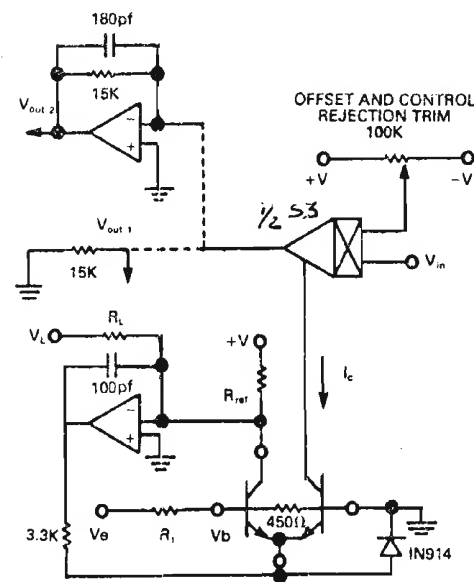 180pf
15K
V out 2
OFFSET AND CONTROL
REJECTION TRIM
100K
+V
-V
1/2 S.3
V out 1
15K
V in
V L
R L
+V
100pf
R ref
I c
450Ω
3.3K
Ve
R 1
Vb
IN914